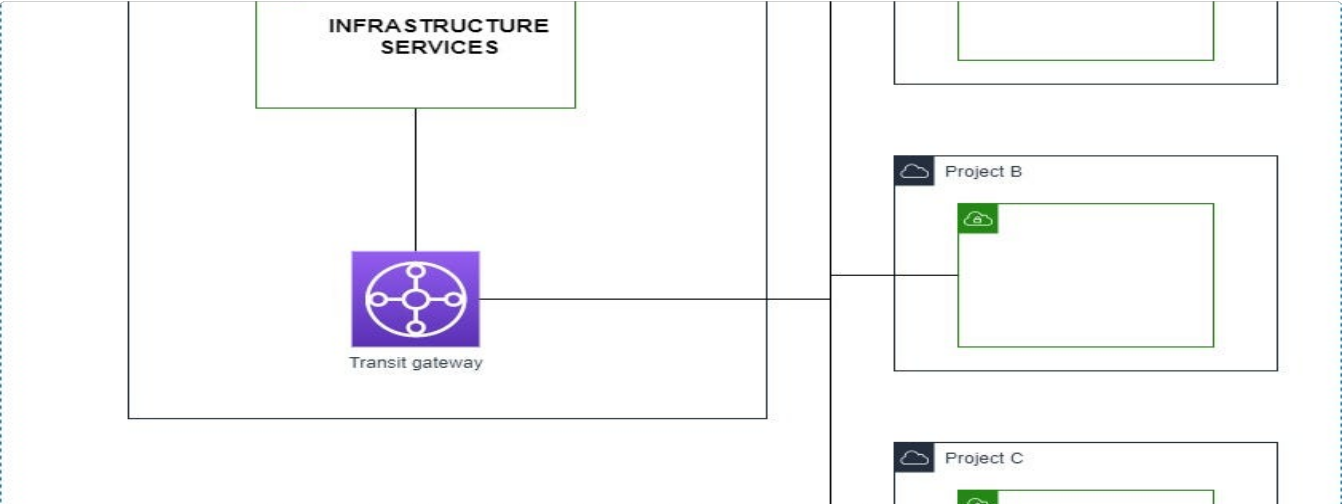 INFRASTRUCTURE
SERVICES
Transit gateway
Project B
Project C